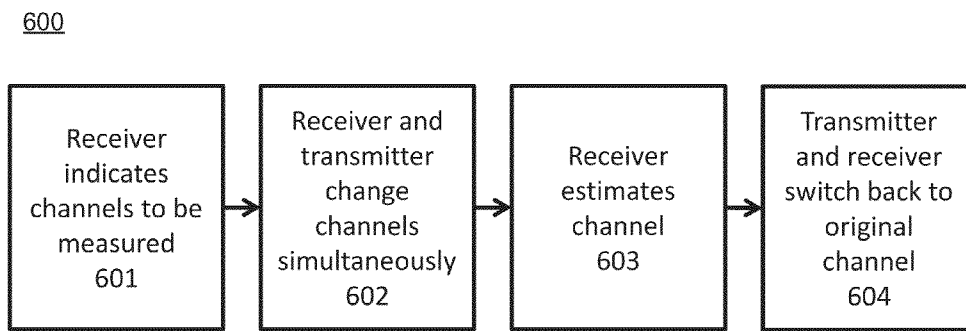 600
Receiver
indicates
channels to be
measured
601
Receiver and
transmitter
change
channels
simultaneously
602
Receiver
estimates
channel
603
Transmitter
and receiver
switch back to
original
channel
604